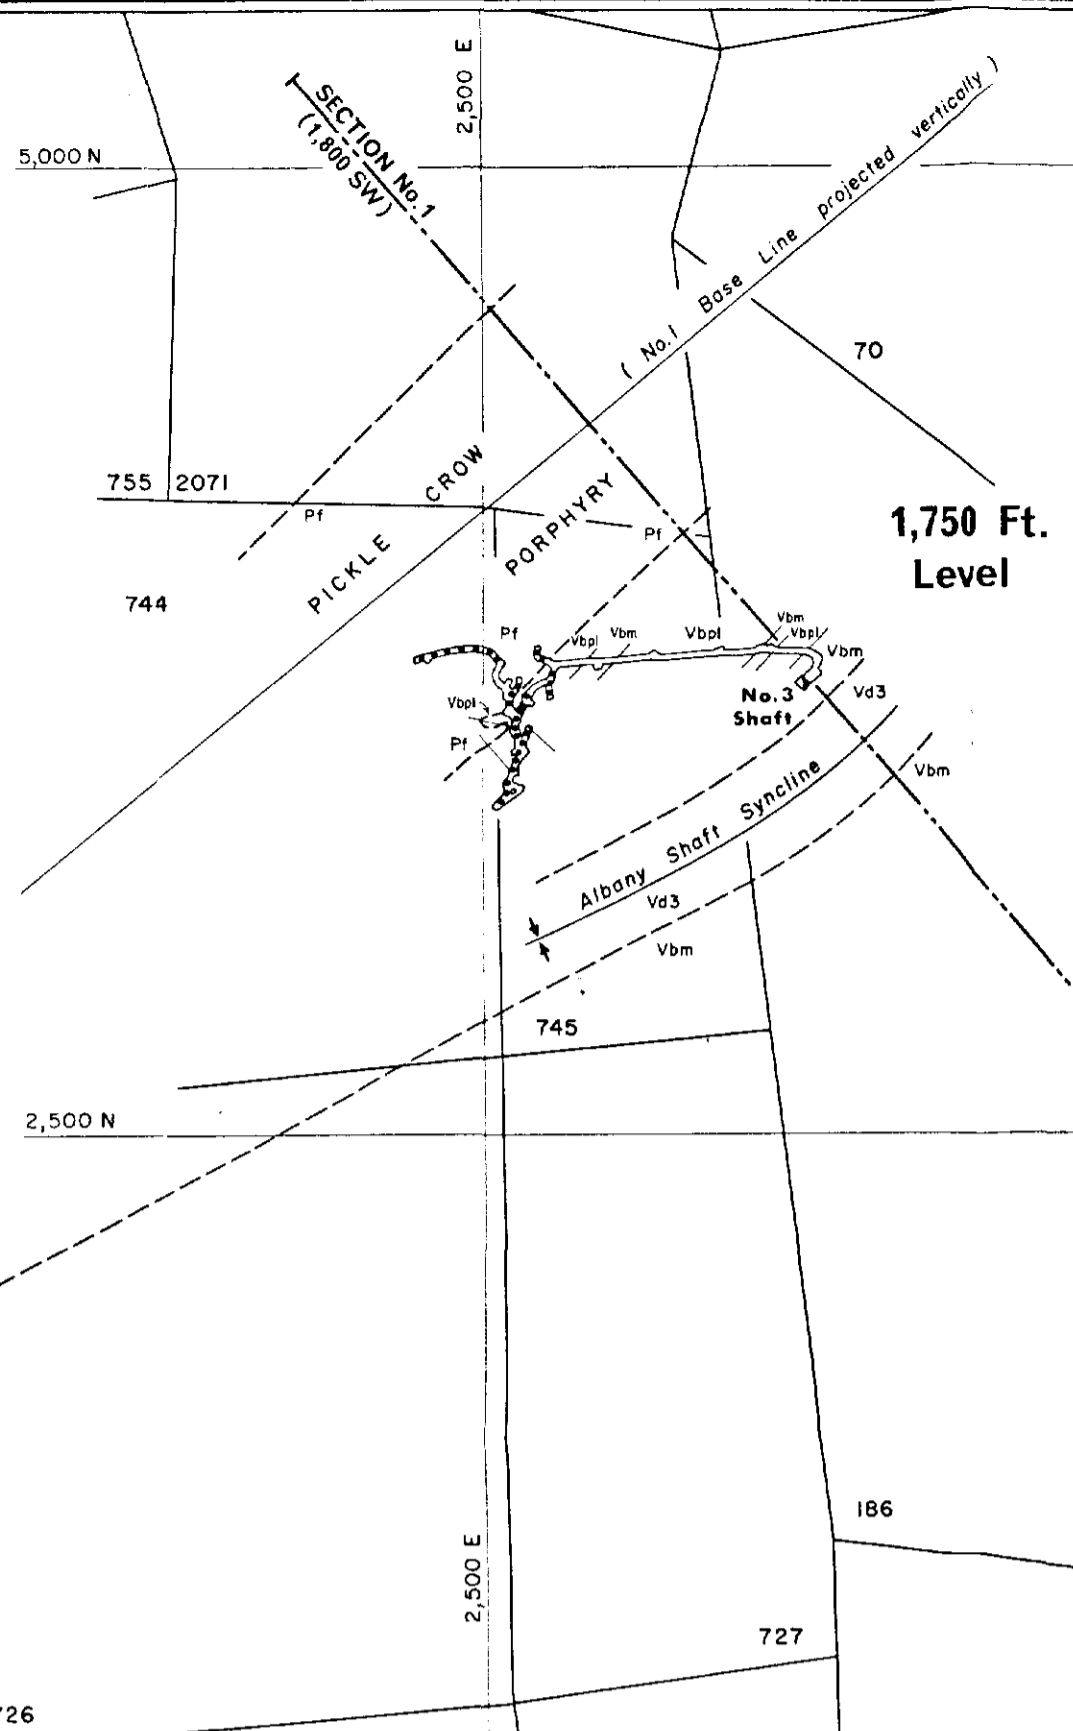 2,500 E
SECTION No.1
(1,800 SW)
5,000 N
(No.1 Base Line projected vertically)
70
755
2071
PICKLE CROW
PORPHYRY
Pf
Pf
1,750 Ft.
Level
744
Vbm
Pf
Vbpl
Vbm
Vbpl
Vbpl
Vbm
No.3
Shaft
Vd3
Vbpl
Pf
Vbm
Albany Shaft Syncline
Vd3
Vbm
745
2,500 N
186
2,500 E
727
726